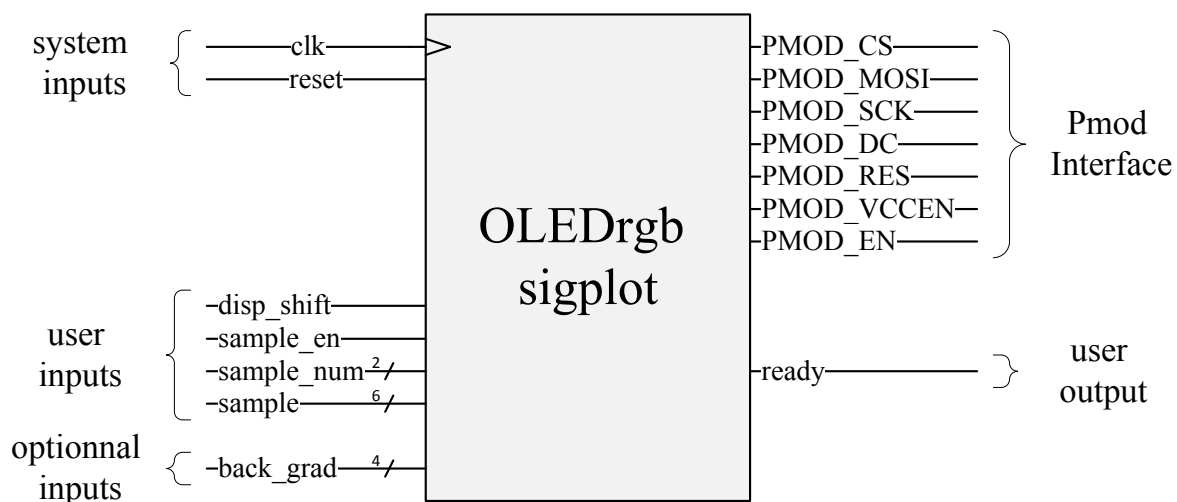 system
inputs
clk
reset
user
inputs
disp_shift
sample_en
sample_num 2
sample 6
optionnal
inputs
back_grad 4
OLEDrgb
sigplot
PMOD_CS
PMOD_MOSI
PMOD_SCK
PMOD_DC
PMOD_RES
PMOD_VCCEN
PMOD_EN
Pmod
Interface
ready
user
output